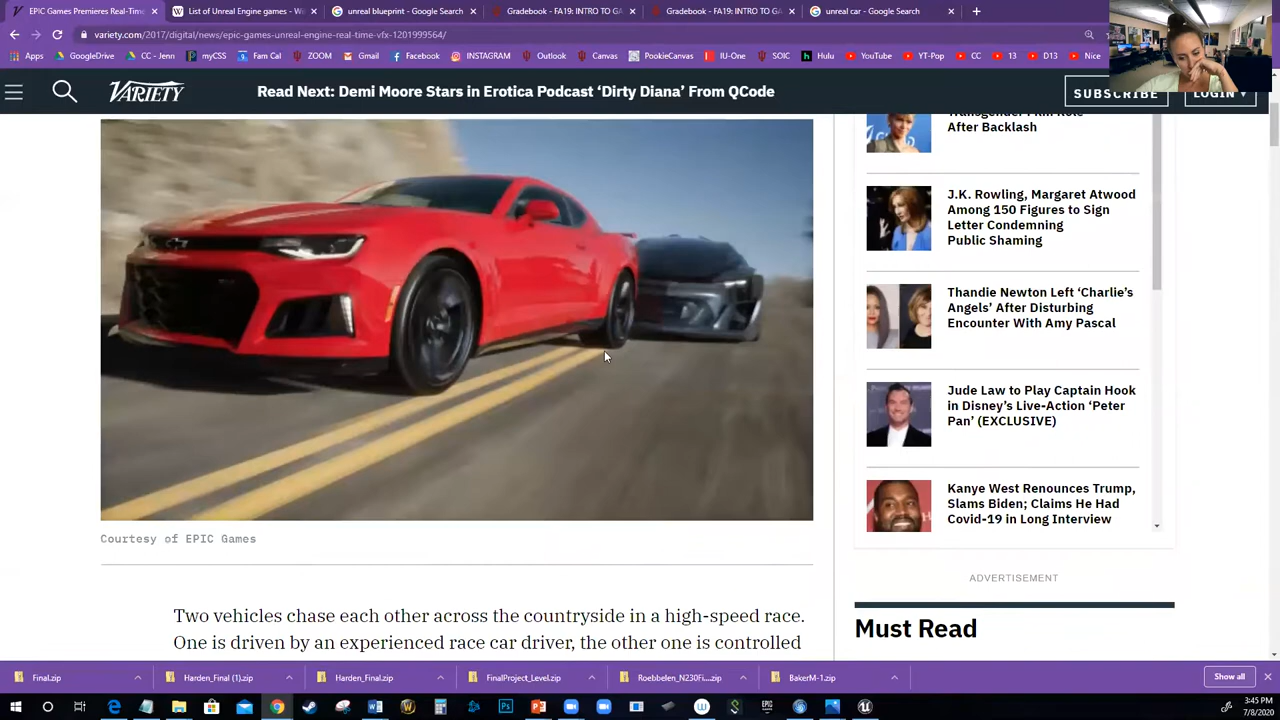 EPIC Games Premieres Real-Tim
List of Unreal Engine games - Wi
unreal blueprint - Google Search
Gradebook - FA19: INTRO TO GA
Gradebook - FA19: INTRO TO GA
unreal car - Google Search
variety.com/2017/digital/news/epic-games-unreal-engine-real-time-vfx-1201999564/
Apps
GoogleDrive
CC - Jenn
myCSS
Fam Cal
ZOOM
Gmail
Facebook
INSTAGRAM
Outlook
Canvas
PookieCanvas
IU-One
SOIC
Hulu
YouTube
YT-Pop
CC
13
D13
Nice
VARIETY
Read Next: Demi Moore Stars in Erotica Podcast ‘Dirty Diana’ From QCode
SUBSCRIBE
LOGIN
After Backlash
J.K. Rowling, Margaret Atwood
Among 150 Figures to Sign
Letter Condemning
Public Shaming
Thandie Newton Left ‘Charlie’s
Angels’ After Disturbing
Encounter With Amy Pascal
Jude Law to Play Captain Hook
in Disney’s Live-Action ‘Peter
Pan’ (EXCLUSIVE)
Kanye West Renounces Trump,
Slams Biden; Claims He Had
Covid-19 in Long Interview
Courtesy of EPIC Games
ADVERTISEMENT
Must Read
Two vehicles chase each other across the countryside in a high-speed race.
One is driven by an experienced race car driver, the other one is controlled
Final.zip
Harden_Final (1).zip
Harden_Final.zip
FinalProject_Level.zip
Roebbelen_N230Fi....zip
BakerM-1.zip
Show all
3:45 PM
7/8/2020